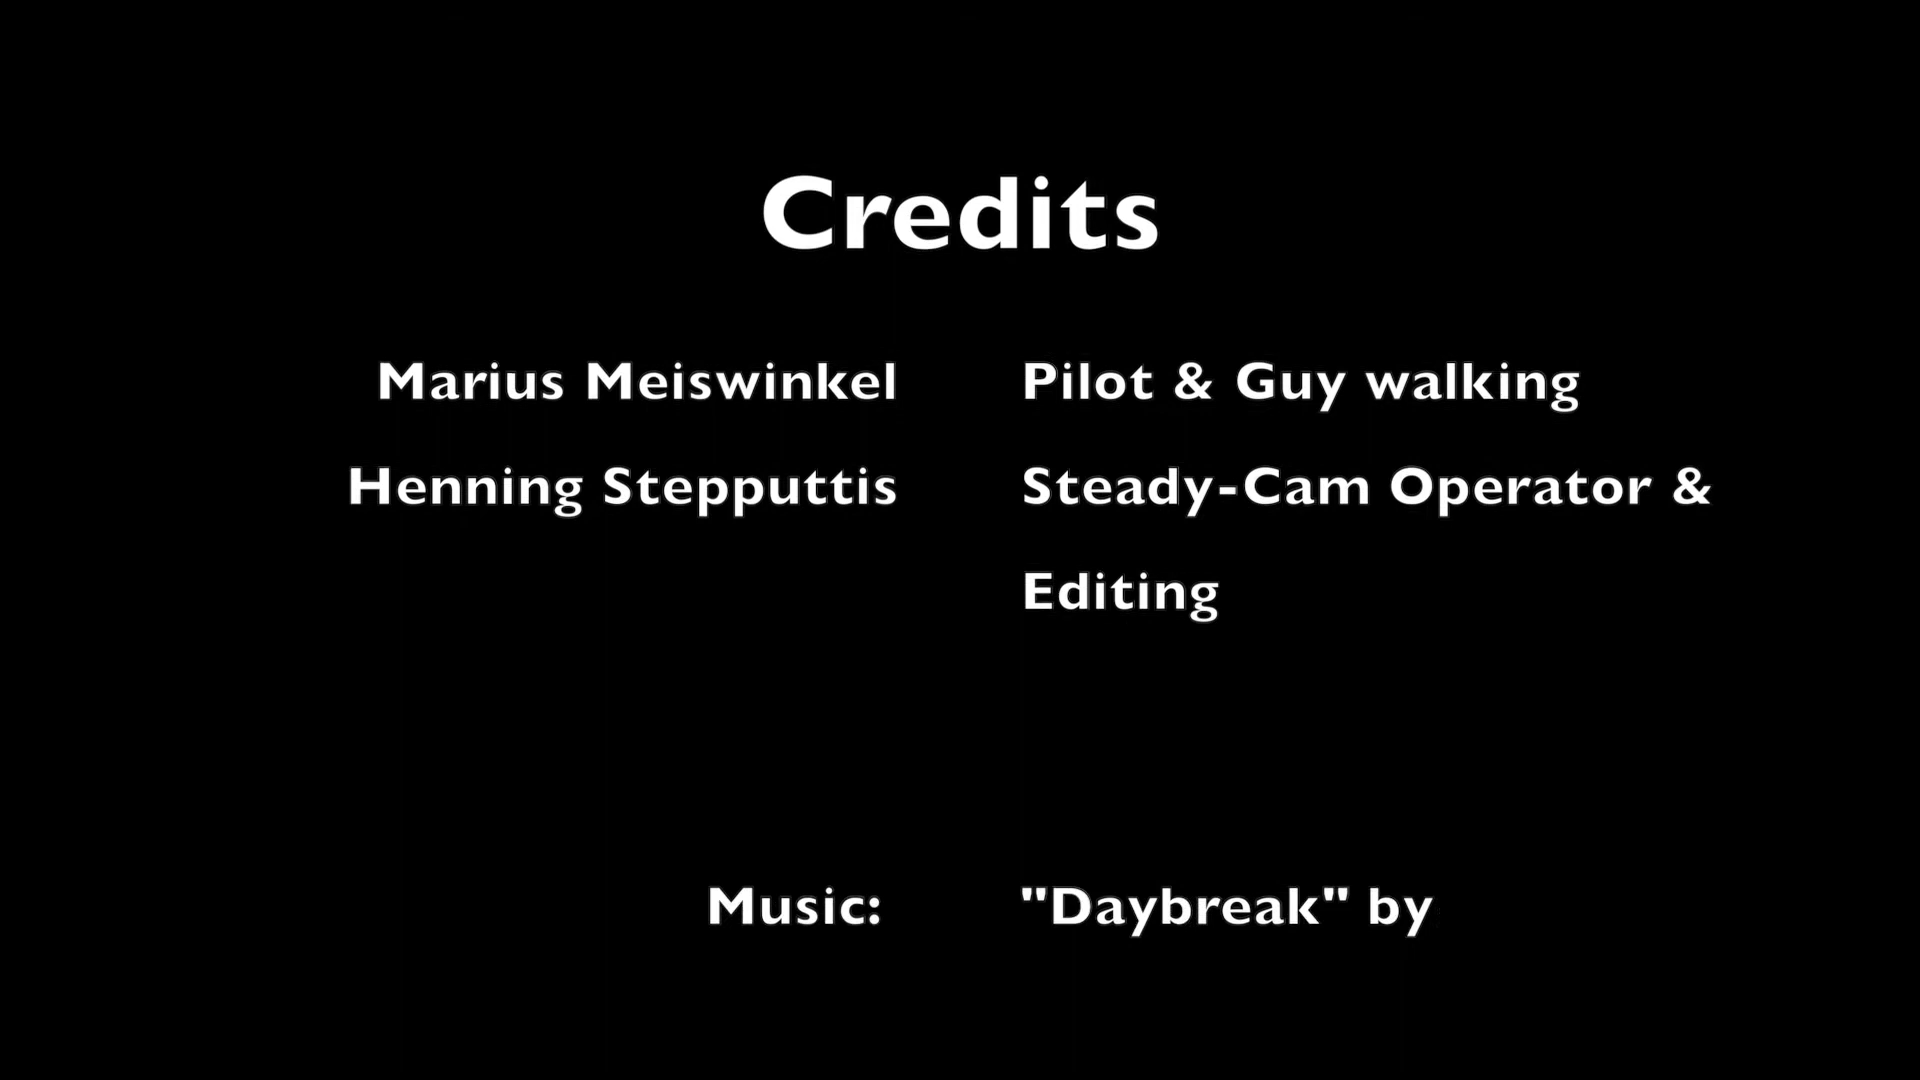 Credits
Marius Meiswinkel Pilot & Guy walking
Henning Stepputtis Steady-Cam Operator &
Editing
Music: "Daybreak" by